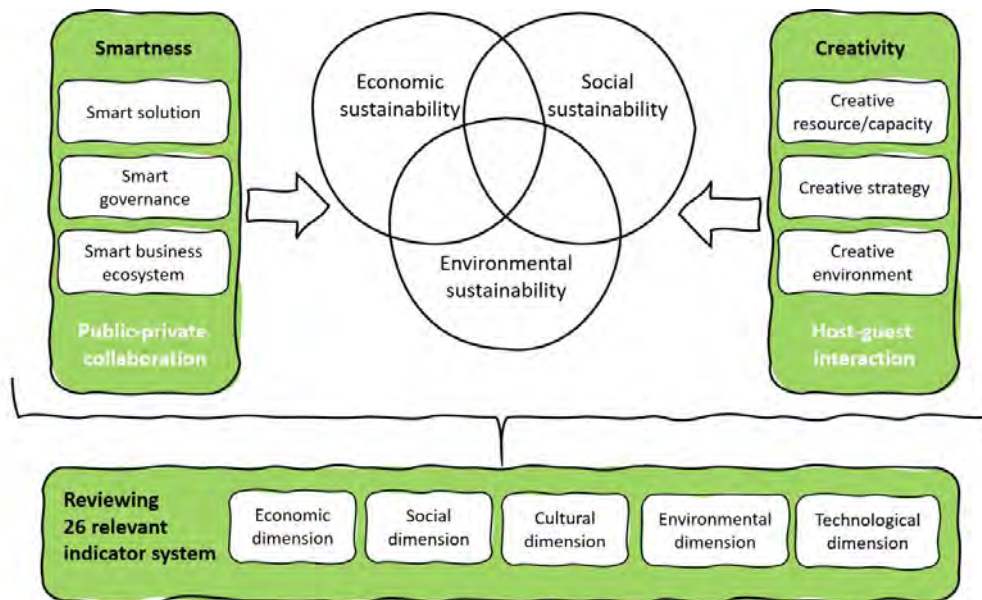 Smartness
Smart solution
Smart
governance
Smart business
ecosystem
Public-private
collaboration
Economic
sustainability
Social
sustainability
Environmental
sustainability
Creativity
Creative
resource/capacity
Creative strategy
Creative
environment
Host-guest
interaction
Reviewing
26 relevant
indicator system
Economic
dimension
Social
dimension
Cultural
dimension
Environmental
dimension
Technological
dimension